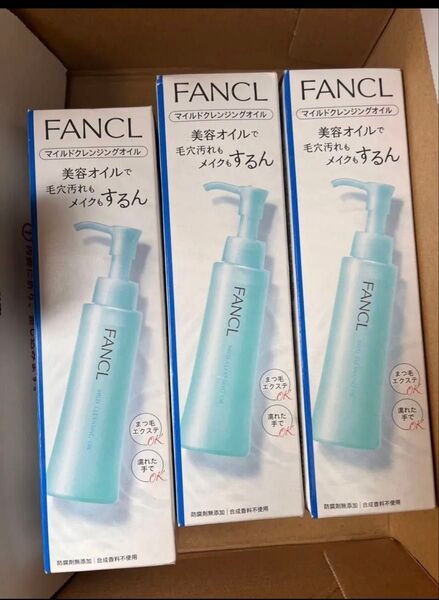 FANCL
マイルドクレンジングオイル
美容オイルで
毛穴汚れも
メイクもするん
FANCL
MILD CLEANSING OIL
まつ毛
エクステ
OK
濡れた
手で
OK
防腐剤無添加|合成香料不使用
FANCL
マイルドクレンジングオイル
美容オイルで
毛穴汚れも
メイクもするん
FANCL
MILD CLEANSING OIL
まつ毛
エクステ
OK
濡れた
手で
OK
防腐剤無添加|合成香料不使用
FANCL
マイルドクレンジングオイル
美容オイルで
毛穴汚れも
メイクもするん
FANCL
MILD CLEANSING OIL
まつ毛
エクステ
OK
濡れた
手で
OK
防腐剤無添加|合成香料不使用